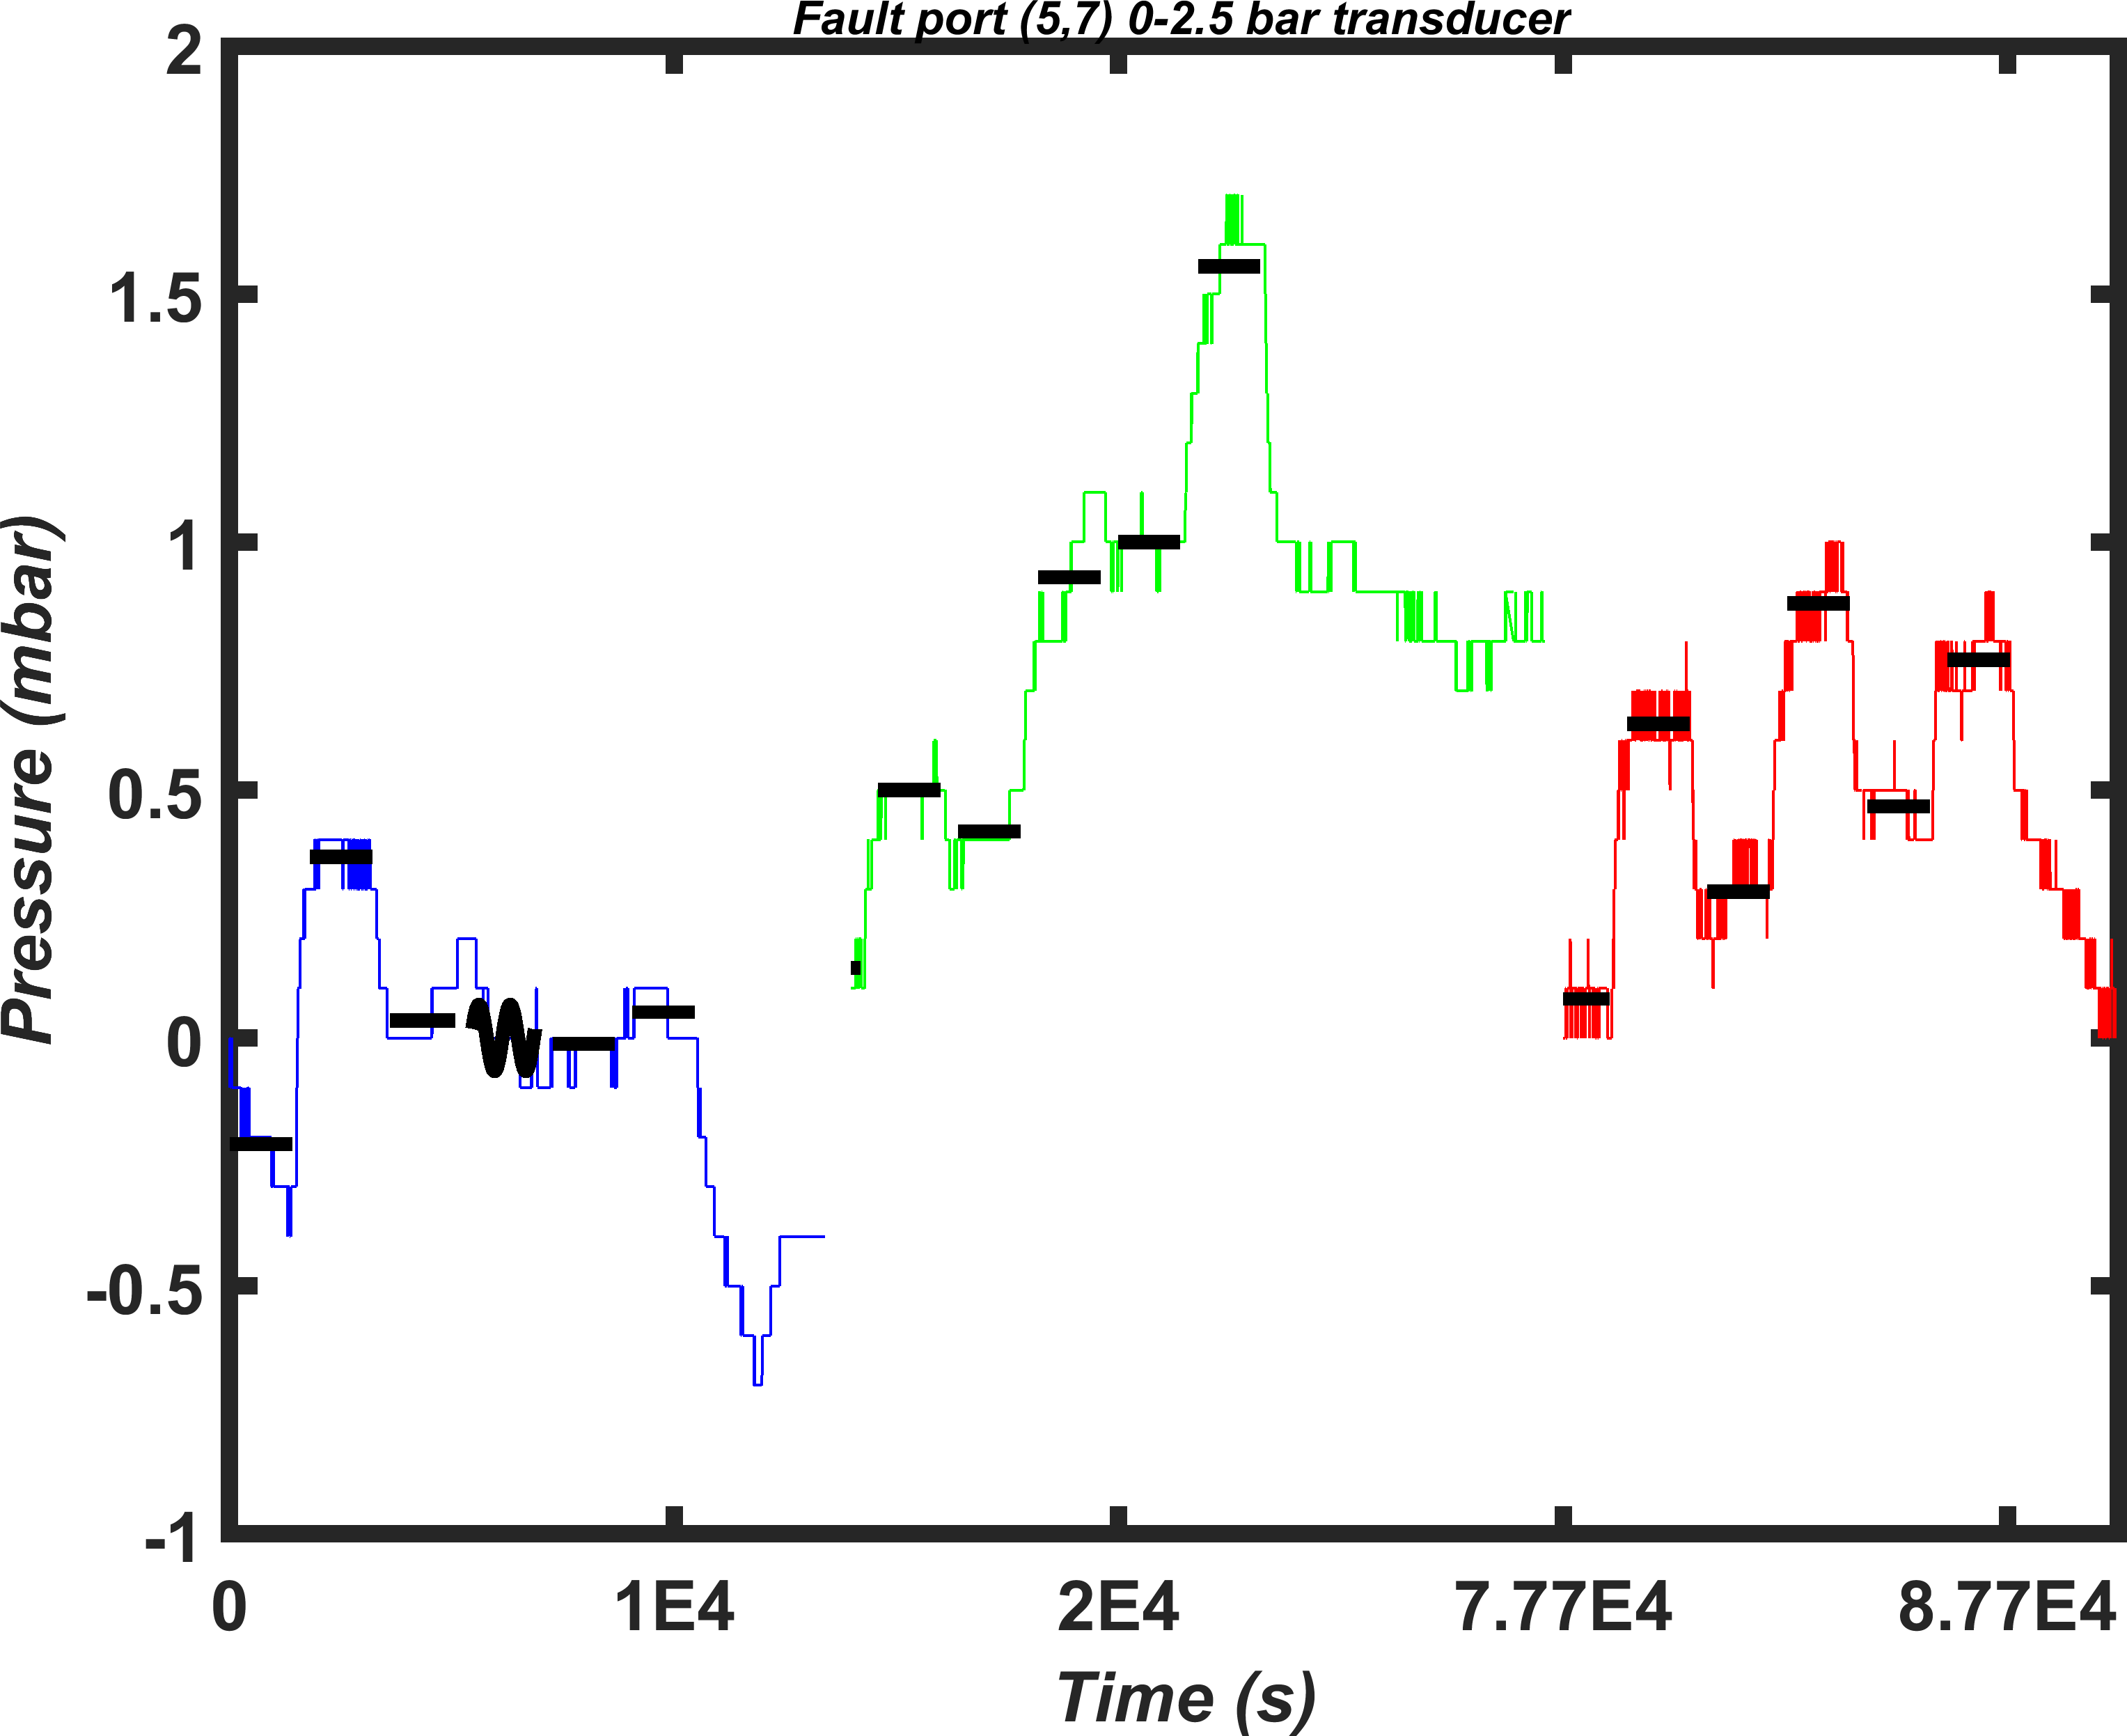 Fault port (5,7) 0-2.5 bar transducer
2
1.5
1
0.5
0
-0.5
-1
Pressure (mbar)
0 1E4 2E4 7.77E4 8.77E4
Time (s)